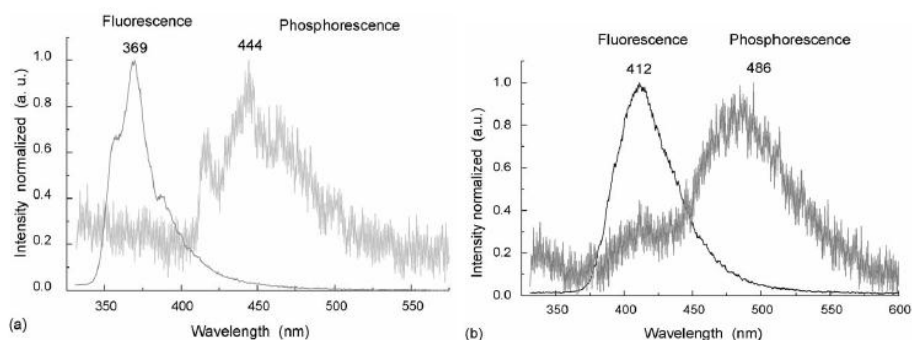 Fluorescence Phosphorescence
369 444
Intensity normalized (a. u.)
1.0
0.8
0.6
0.4
0.2
0.0
350 400 450 500 550
Wavelength (nm)
(a)
Fluorescence Phosphorescence
412 486
Intensity normalized (a.u.)
1.0
0.8
0.6
0.4
0.2
0.0
350 400 450 500 550 600
Wavelength (nm)
(b)